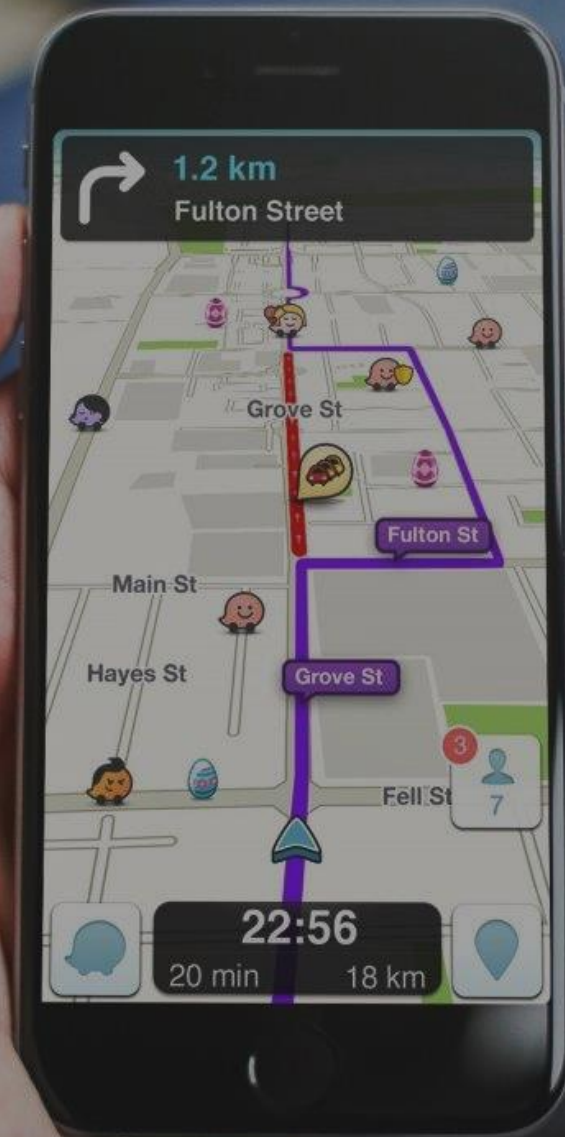 1.2 km
Fulton Street
Grove St
Fulton St
Main St
Hayes St
Grove St
3
7
Fell St
22:56
20 min 18 km